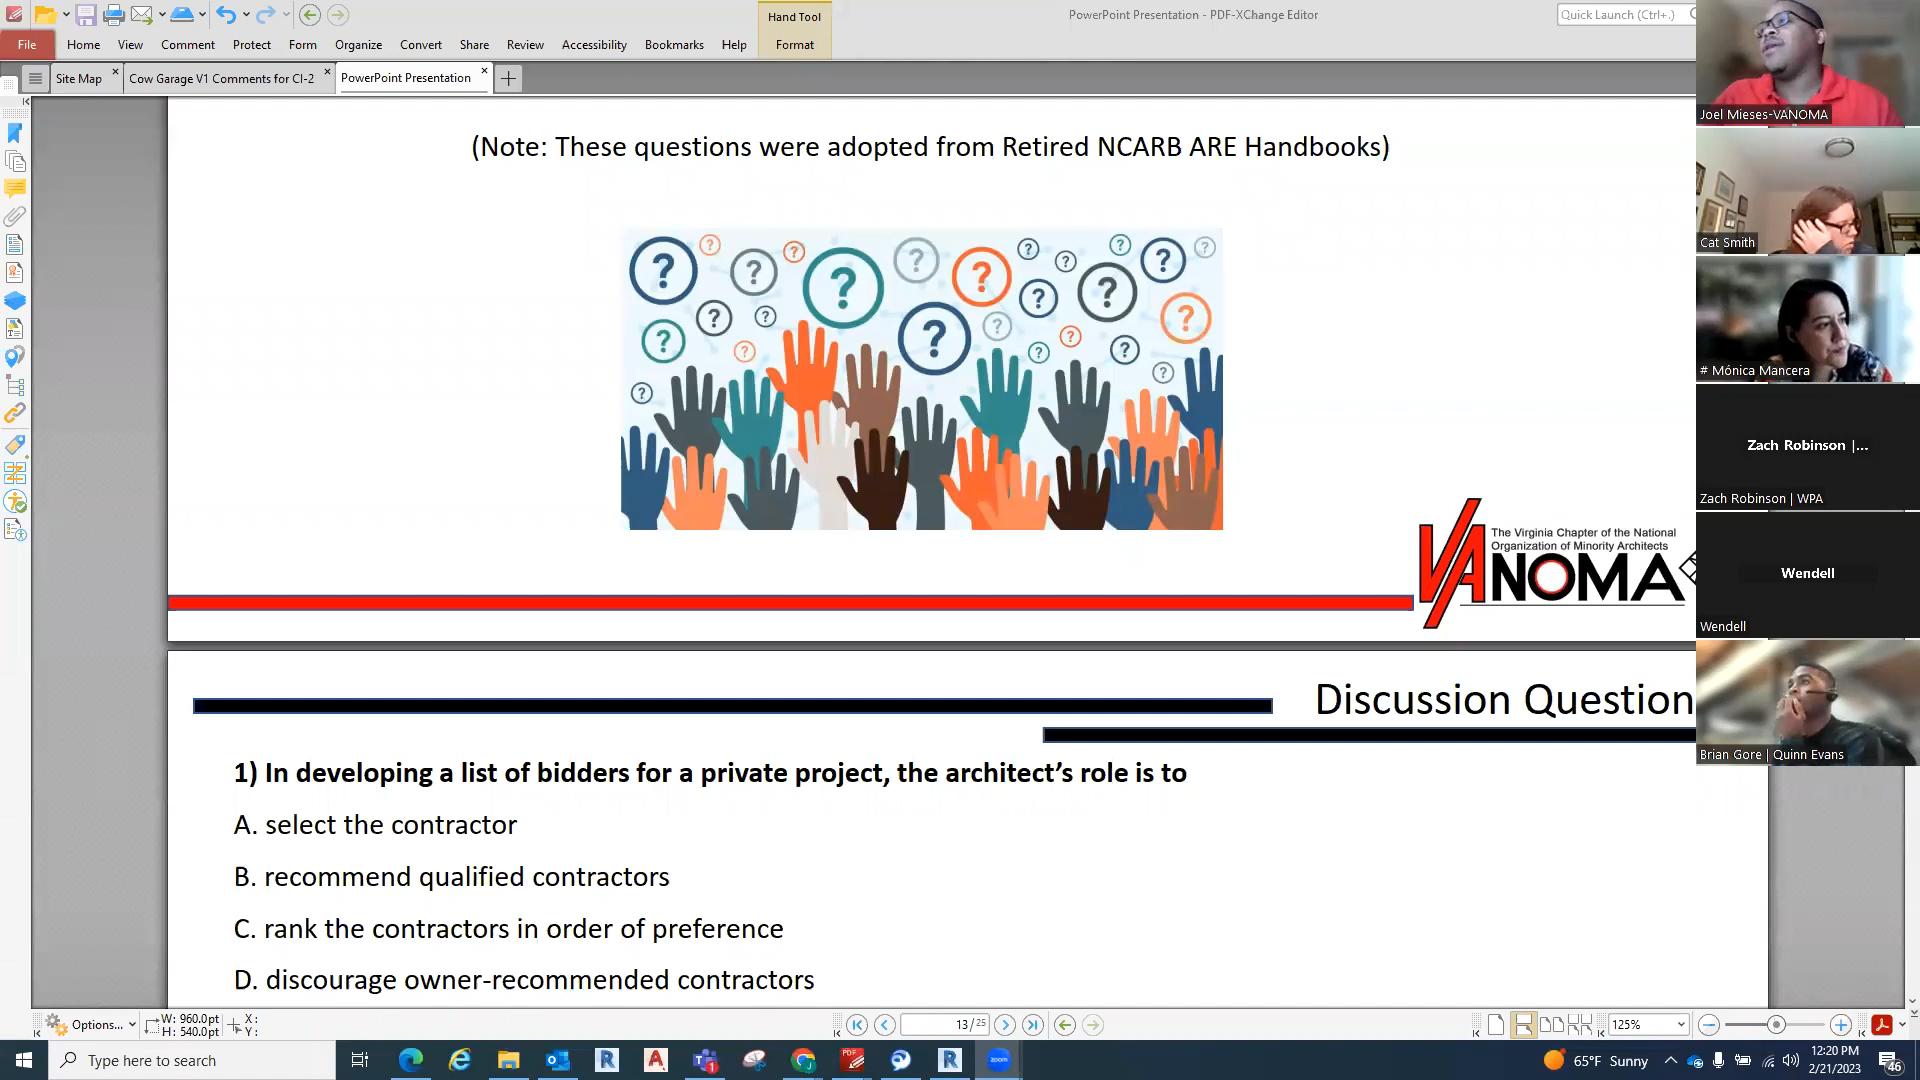 Hand Tool
PowerPoint Presentation - PDF-XChange Editor
Quick Launch (Ctrl+.)
File Home View Comment Protect Form Organize Convert Share Review Accessibility Bookmarks Help Format
Site Map Cow Garage V1 Comments for CI-2 PowerPoint Presentation
(Note: These questions were adopted from Retired NCARB ARE Handbooks)
The Virginia Chapter of the National
Organization of Minority Architects
VANOMA
Discussion Question
1) In developing a list of bidders for a private project, the architect's role is to
A. select the contractor
B. recommend qualified contractors
C. rank the contractors in order of preference
D. discourage owner-recommended contractors
Joel Mieses-VANOMA
Cat Smith
# Mónica Mancera
Zach Robinson |...
Zach Robinson | WPA
Wendell
Wendell
Brian Gore | Quinn Evans
Options...
W: 960.0pt
H: 540.0pt
X:
Y:
13 / 25
125%
Type here to search
65°F Sunny
12:20 PM
2/21/2023
46